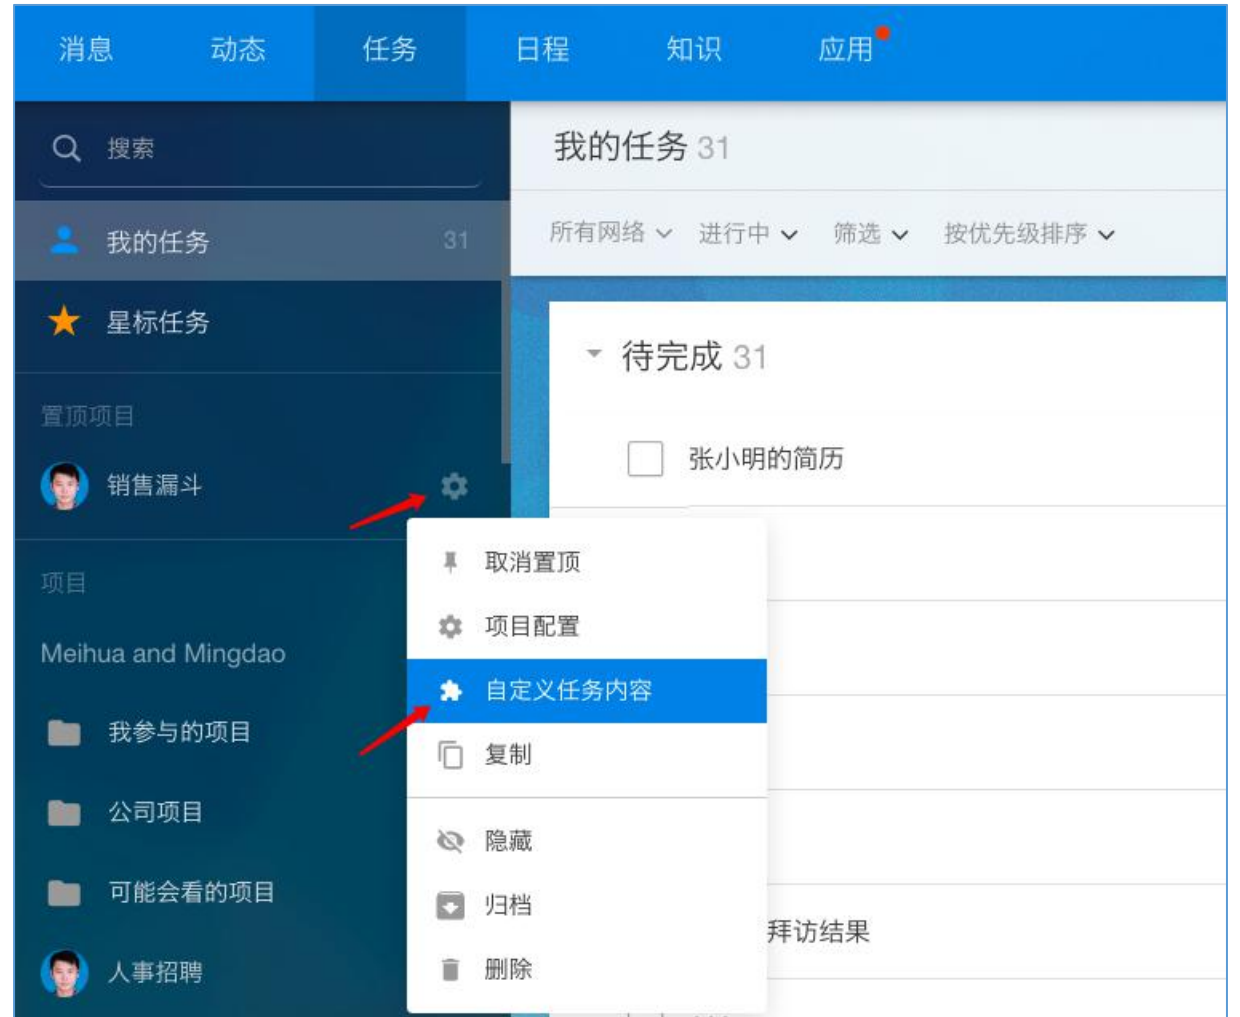 消息 动态 任务 日程 知识 应用
搜索
我的任务 31
我的任务 31
所有网络 进行中 筛选 按优先级排序
星标任务
待完成 31
置顶项目
销售漏斗
张小明的简历
取消置顶
项目
项目配置
Meihua and Mingdao
自定义任务内容
我参与的项目
复制
公司项目
隐藏
可能会看的项目
归档
拜访结果
人事招聘
删除